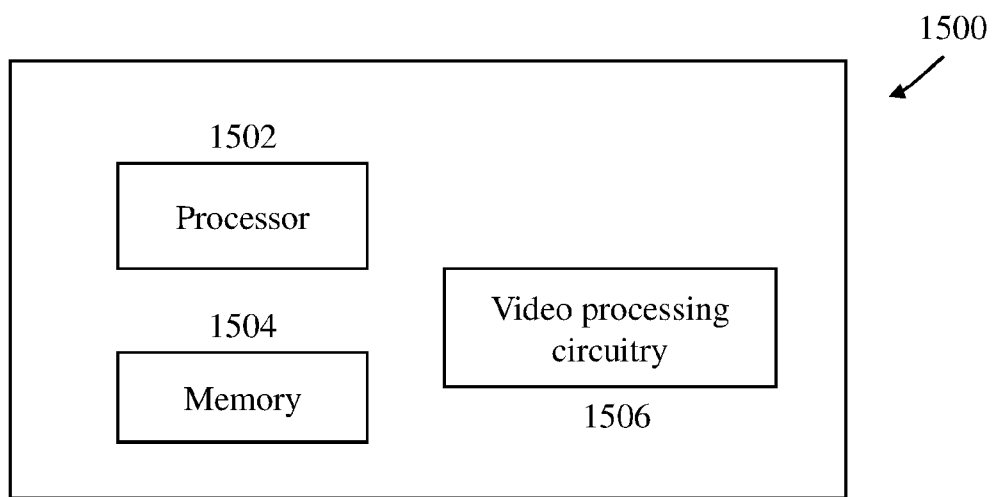 1500
1502
Processor
1504
Memory
Video processing
circuitry
1506